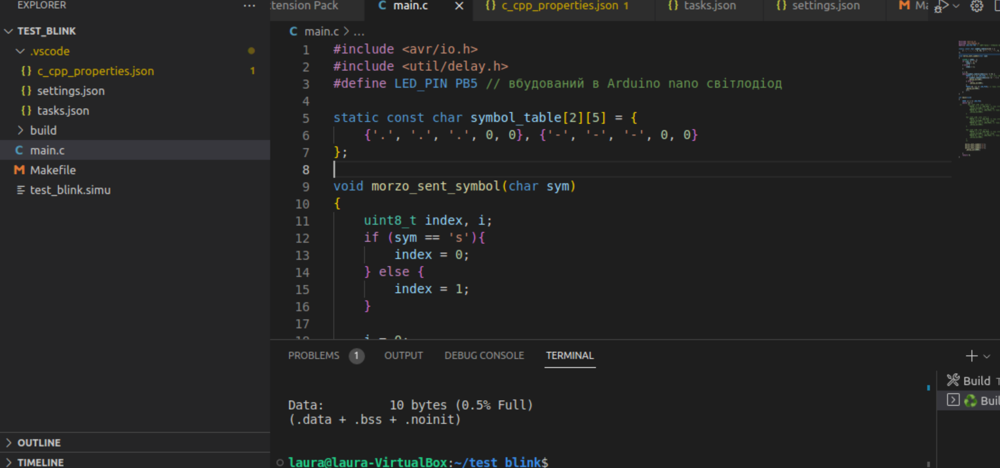 EXPLORER
...
TEST_BLINK
.vscode
{} c_cpp_properties.json 1
{} settings.json
{} tasks.json
build
C main.c
M Makefile
test_blink.simu
OUTLINE
TIMELINE
tension Pack
C main.c
{} c_cpp_properties.json 1
{} tasks.json
{} settings.json
M
C main.c > ...
1 #include <avr/io.h>
2 #include <util/delay.h>
3 #define LED_PIN PB5 // вбудований в Arduino nano світлодіод
4
5 static const char symbol_table[2][5] = {
6 {'.', '.', '.', 0, 0}, {'-', '-', '-', 0, 0}
7 };
8
9 void morzo_sent_symbol(char sym)
10 {
11 uint8_t index, i;
12 if (sym == 's'){
13 index = 0;
14 } else {
15 index = 1;
16 }
17
18 i = 0;
PROBLEMS 1 OUTPUT DEBUG CONSOLE TERMINAL
Data: 10 bytes (0.5% Full)
(.data + .bss + .noinit)
laura@laura-VirtualBox:~/test_blink$
Build
Buil